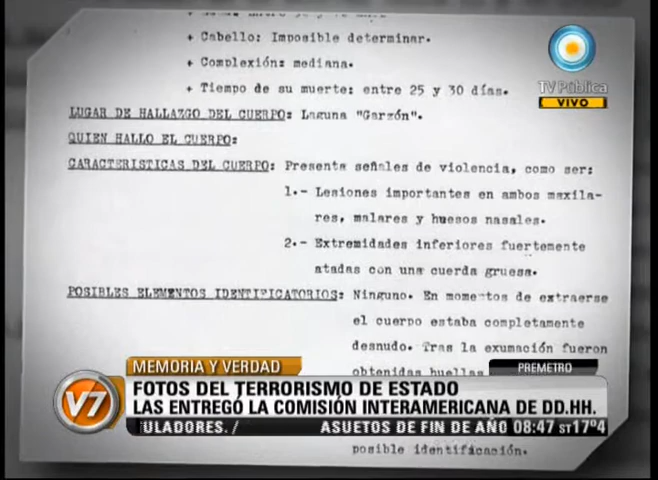 + Cabello: Imposible determinar.
+ Complexión: mediana.
+ Tiempo de su muerte: entre 25 y 30 días.
LUGAR DE HALLAZGO DEL CUERPO: Laguna "Garzón".
QUIEN HALLO EL CUERPO:
CARACTERISTICAS DEL CUERPO: Presenta señales de violencia, como ser:
1.- Lesiones importantes en ambos maxila-
res, malares y huesos nasales.
2.- Extremidades inferiores fuertemente
atadas con una cuerda gruesa.
POSIBLES ELEMENTOS IDENTIFICATORIOS: Ninguno. En momentos de extraerse
el cuerpo estaba completamente
desnudo. Tras la exumación fueron
obtenidas huellas
posible identificación.
TV Pública
VIVO
MEMORIA Y VERDAD
PREMETRO
V7
FOTOS DEL TERRORISMO DE ESTADO
LAS ENTREGÓ LA COMISIÓN INTERAMERICANA DE DD.HH.
ULADORES. / ASUETOS DE FIN DE AÑO 08:47 ST 17°4